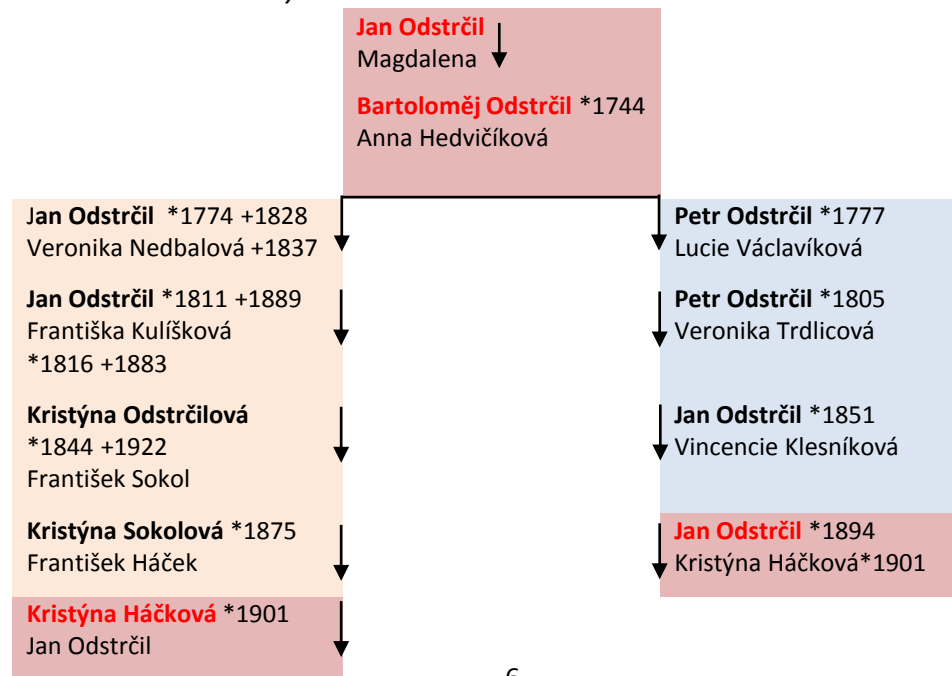 Jan Odstrčil
Magdalena
Bartoloměj Odstrčil *1744
Anna Hedvičíková
Jan Odstrčil *1774 +1828
Veronika Nedbalová +1837
Jan Odstrčil *1811 +1889
Františka Kulíšková
*1816 +1883
Kristýna Odstrčilová
*1844 +1922
František Sokol
Kristýna Sokolová *1875
František Háček
Kristýna Háčková *1901
Jan Odstrčil
Petr Odstrčil *1777
Lucie Václavíková
Petr Odstrčil *1805
Veronika Trdlicová
Jan Odstrčil *1851
Vincencie Klesníková
Jan Odstrčil *1894
Kristýna Háčková*1901